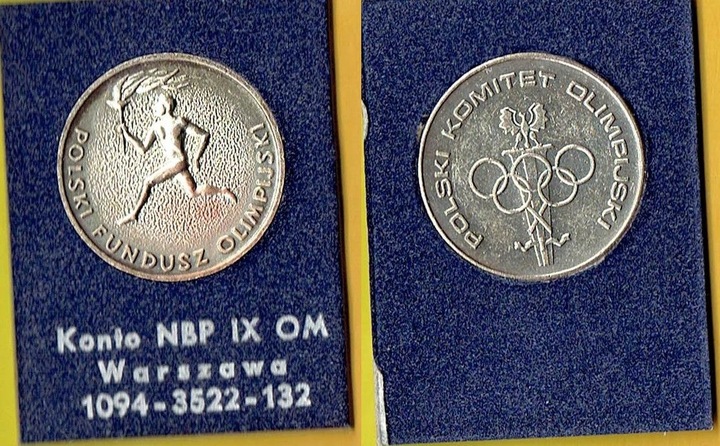 POLSKI FUNDUSZ OLIMPIJSKI
Konto NBP IX OM
Warszawa
1094-3522-132
POLSKI KOMITET OLIMPIJSKI